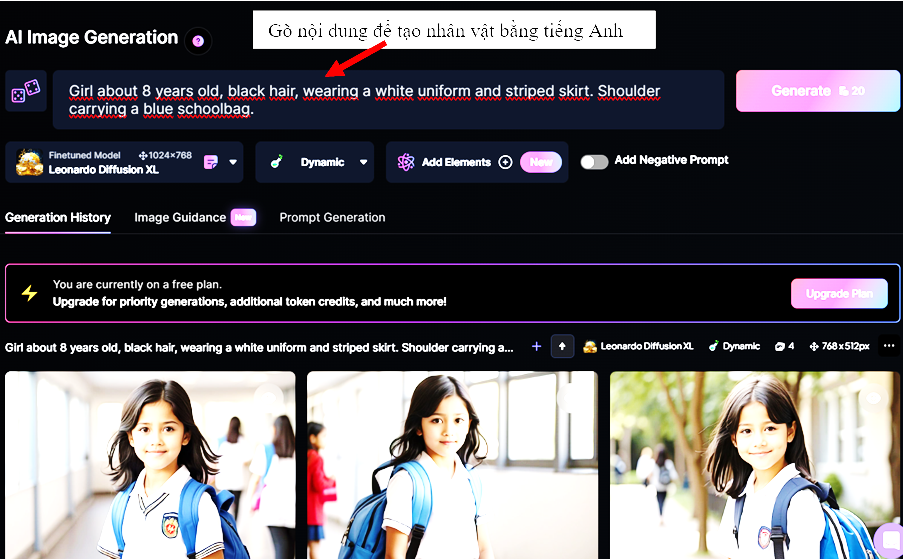 Gõ nội dung để tạo nhân vật bằng tiếng Anh
AI Image Generation ?
Girl about 8 years old, black hair, wearing a white uniform and striped skirt. Shoulder
carrying a blue schoolbag.
Generate 20
Finetuned Model 1024×768
Leonardo Diffusion XL
Dynamic
Add Elements
New
Add Negative Prompt
Generation History
Image Guidance New
Prompt Generation
You are currently on a free plan.
Upgrade for priority generations, additional token credits, and much more!
Upgrade Plan
Girl about 8 years old, black hair, wearing a white uniform and striped skirt. Shoulder carrying a...
Leonardo Diffusion XL
Dynamic
4
768 x 512px